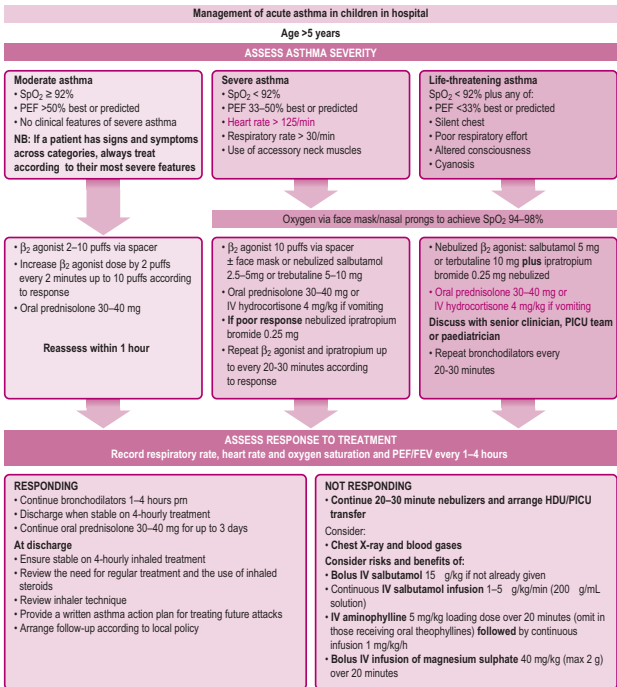 Management of acute asthma in children in hospital
Age >5 years
ASSESS ASTHMA SEVERITY
Moderate asthma
• SpO₂ ≥ 92%
• PEF >50% best or predicted
• No clinical features of severe asthma
NB: If a patient has signs and symptoms
across categories, always treat
according to their most severe features
Severe asthma
• SpO₂ < 92%
• PEF 33–50% best or predicted
• Heart rate > 125/min
• Respiratory rate > 30/min
• Use of accessory neck muscles
Life-threatening asthma
SpO₂ < 92% plus any of:
• PEF <33% best or predicted
• Silent chest
• Poor respiratory effort
• Altered consciousness
• Cyanosis
Oxygen via face mask/nasal prongs to achieve SpO₂ 94–98%
• β₂ agonist 2–10 puffs via spacer
• Increase β₂ agonist dose by 2 puffs
every 2 minutes up to 10 puffs according
to response
• Oral prednisolone 30–40 mg
Reassess within 1 hour
• β₂ agonist 10 puffs via spacer
± face mask or nebulized salbutamol
2.5–5mg or trebutaline 5–10 mg
• Oral prednisolone 30–40 mg or
IV hydrocortisone 4 mg/kg if vomiting
• If poor response nebulized ipratropium
bromide 0.25 mg
• Repeat β₂ agonist and ipratropium up
to every 20-30 minutes according
to response
• Nebulized β₂ agonist: salbutamol 5 mg
or terbutaline 10 mg plus ipratropium
bromide 0.25 mg nebulized
• Oral prednisolone 30–40 mg or
IV hydrocortisone 4 mg/kg if vomiting
Discuss with senior clinician, PICU team
or paediatrician
• Repeat bronchodilators every
20-30 minutes
ASSESS RESPONSE TO TREATMENT
Record respiratory rate, heart rate and oxygen saturation and PEF/FEV every 1–4 hours
RESPONDING
• Continue bronchodilators 1–4 hours prn
• Discharge when stable on 4-hourly treatment
• Continue oral prednisolone 30–40 mg for up to 3 days
At discharge
• Ensure stable on 4-hourly inhaled treatment
• Review the need for regular treatment and the use of inhaled
steroids
• Review inhaler technique
• Provide a written asthma action plan for treating future attacks
• Arrange follow-up according to local policy
NOT RESPONDING
• Continue 20–30 minute nebulizers and arrange HDU/PICU
transfer
Consider:
• Chest X-ray and blood gases
Consider risks and benefits of:
• Bolus IV salbutamol 15 g/kg if not already given
• Continuous IV salbutamol infusion 1–5 g/kg/min (200 g/mL
solution)
• IV aminophylline 5 mg/kg loading dose over 20 minutes (omit in
those receiving oral theophyllines) followed by continuous
infusion 1 mg/kg/h
• Bolus IV infusion of magnesium sulphate 40 mg/kg (max 2 g)
over 20 minutes